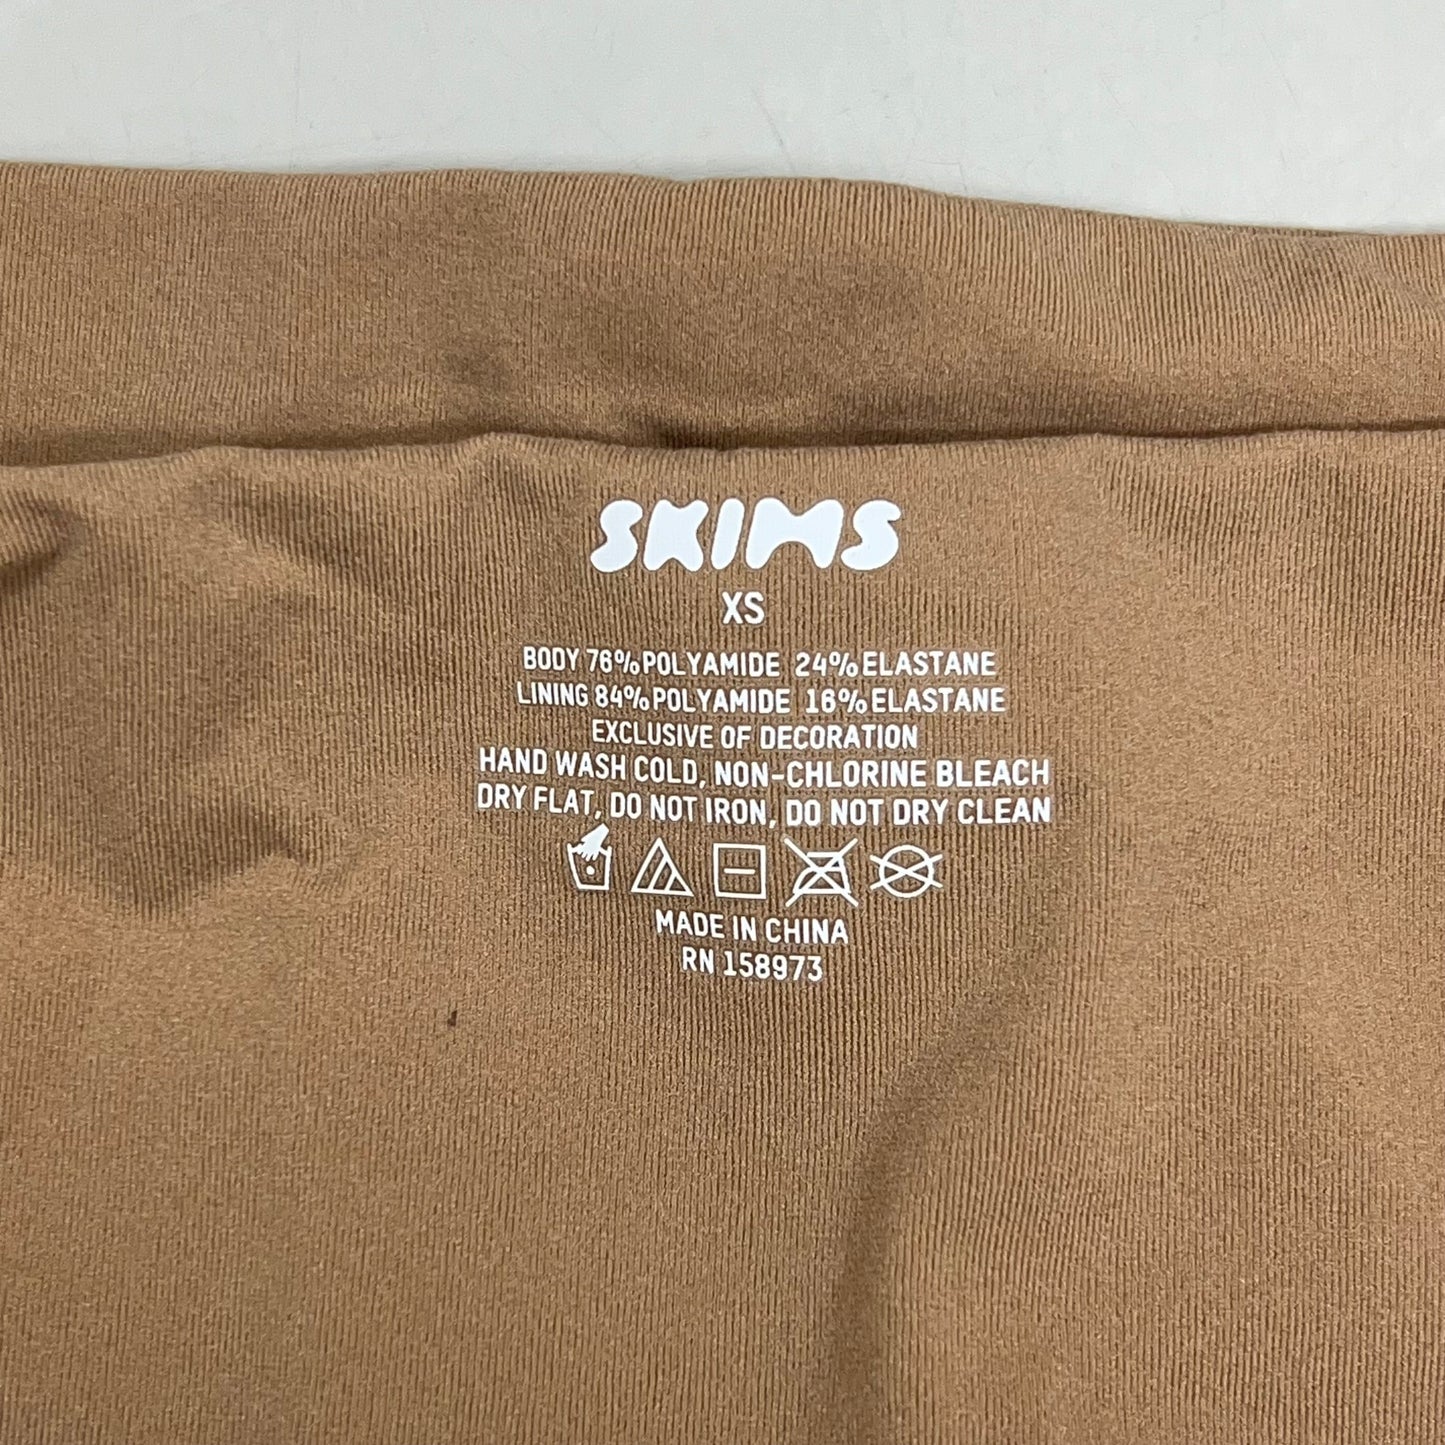 SKIMS
XS
BODY 76% POLYAMIDE 24% ELASTANE
LINING 84% POLYAMIDE 16% ELASTANE
EXCLUSIVE OF DECORATION
HAND WASH COLD, NON-CHLORINE BLEACH
DRY FLAT, DO NOT IRON, DO NOT DRY CLEAN
MADE IN CHINA
RN 158973